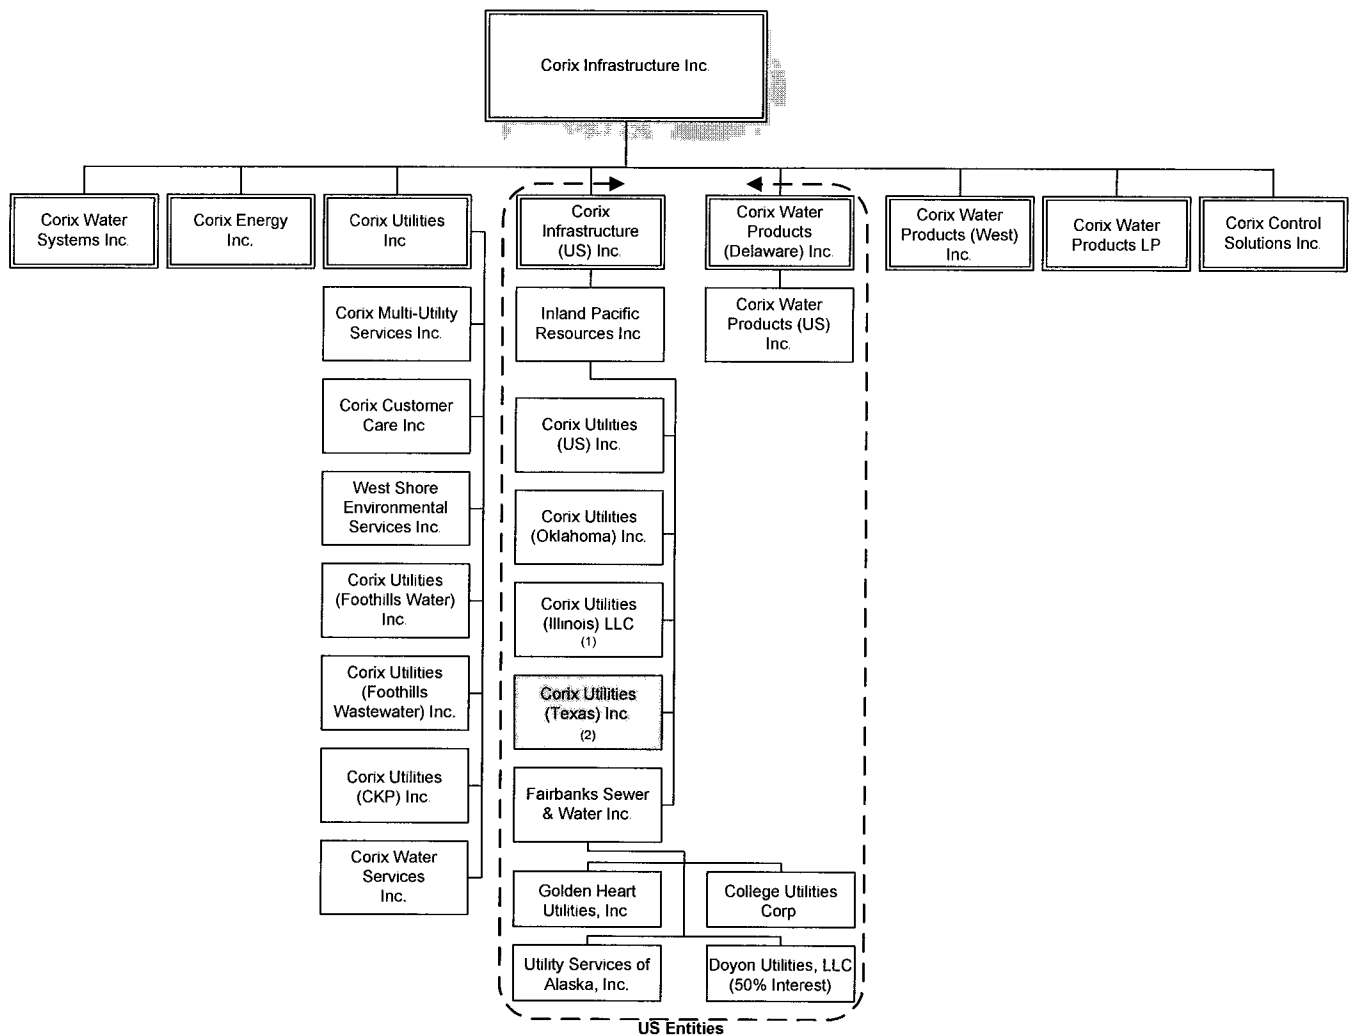 Corix Infrastructure Inc.
Corix Water
Systems Inc.
Corix Energy
Inc.
Corix Utilities
Inc
Corix
Infrastructure
(US) Inc.
Corix Water
Products
(Delaware) Inc.
Corix Water
Products (West)
Inc.
Corix Water
Products LP
Corix Control
Solutions Inc.
Corix Multi-Utility
Services Inc.
Corix Customer
Care Inc
West Shore
Environmental
Services Inc.
Corix Utilities
(Foothills Water)
Inc.
Corix Utilities
(Foothills
Wastewater) Inc.
Corix Utilities
(CKP) Inc.
Corix Water
Services
Inc.
Inland Pacific
Resources Inc
Corix Utilities
(US) Inc.
Corix Utilities
(Oklahoma) Inc.
Corix Utilities
(Illinois) LLC
(1)
Corix Utilities
(Texas) Inc.
(2)
Fairbanks Sewer
& Water Inc.
Golden Heart
Utilities, Inc
College Utilities
Corp
Utility Services of
Alaska, Inc.
Doyon Utilities, LLC
(50% Interest)
Corix Water
Products (US)
Inc.
US Entities